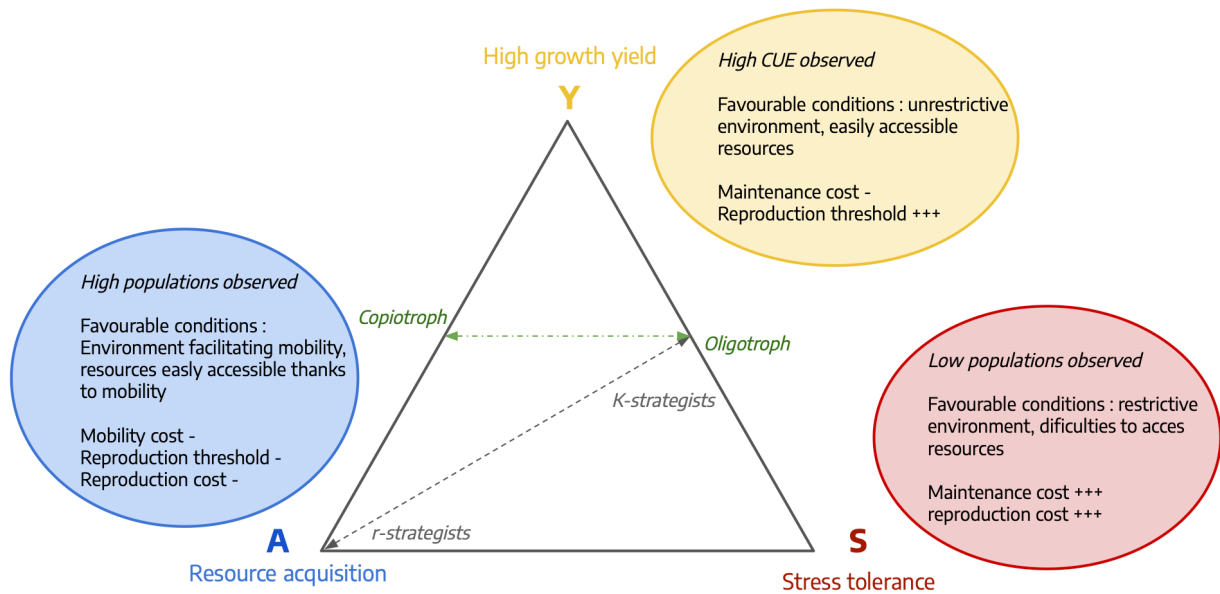 High growth yield
Y
High CUE observed
Favourable conditions : unrestrictive
environment, easily accessible
resources
Maintenance cost -
Reproduction threshold +++
High populations observed
Favourable conditions :
Environment facilitating mobility,
resources easly accessible thanks
to mobility
Mobility cost -
Reproduction threshold -
Reproduction cost -
Copiotroph
Oligotroph
K-strategists
r-strategists
Low populations observed
Favourable conditions : restrictive
environment, dificulties to acces
resources
Maintenance cost +++
reproduction cost +++
A
Resource acquisition
S
Stress tolerance